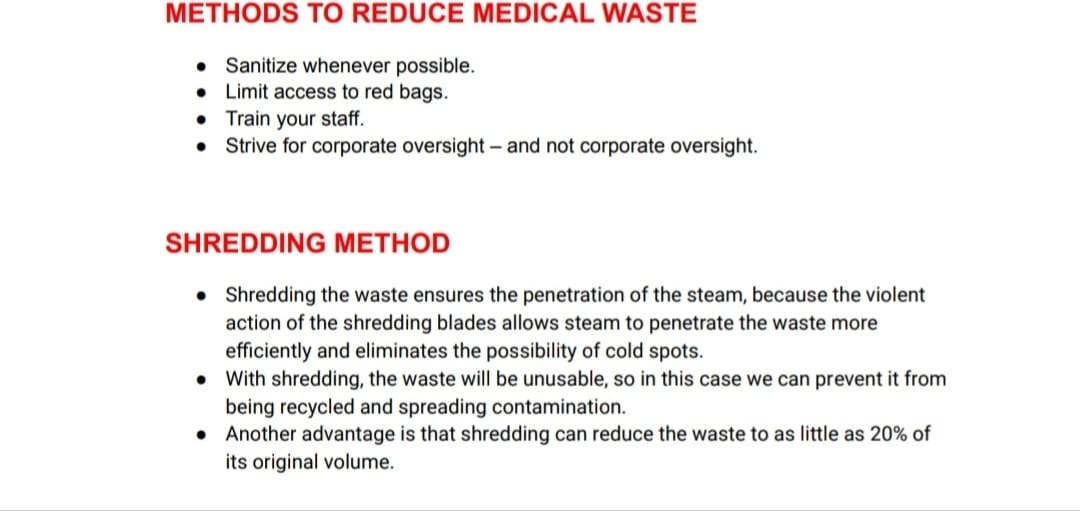 METHODS TO REDUCE MEDICAL WASTE
● Sanitize whenever possible.
● Limit access to red bags.
● Train your staff.
● Strive for corporate oversight – and not corporate oversight.
SHREDDING METHOD
● Shredding the waste ensures the penetration of the steam, because the violent
action of the shredding blades allows steam to penetrate the waste more
efficiently and eliminates the possibility of cold spots.
● With shredding, the waste will be unusable, so in this case we can prevent it from
being recycled and spreading contamination.
● Another advantage is that shredding can reduce the waste to as little as 20% of
its original volume.